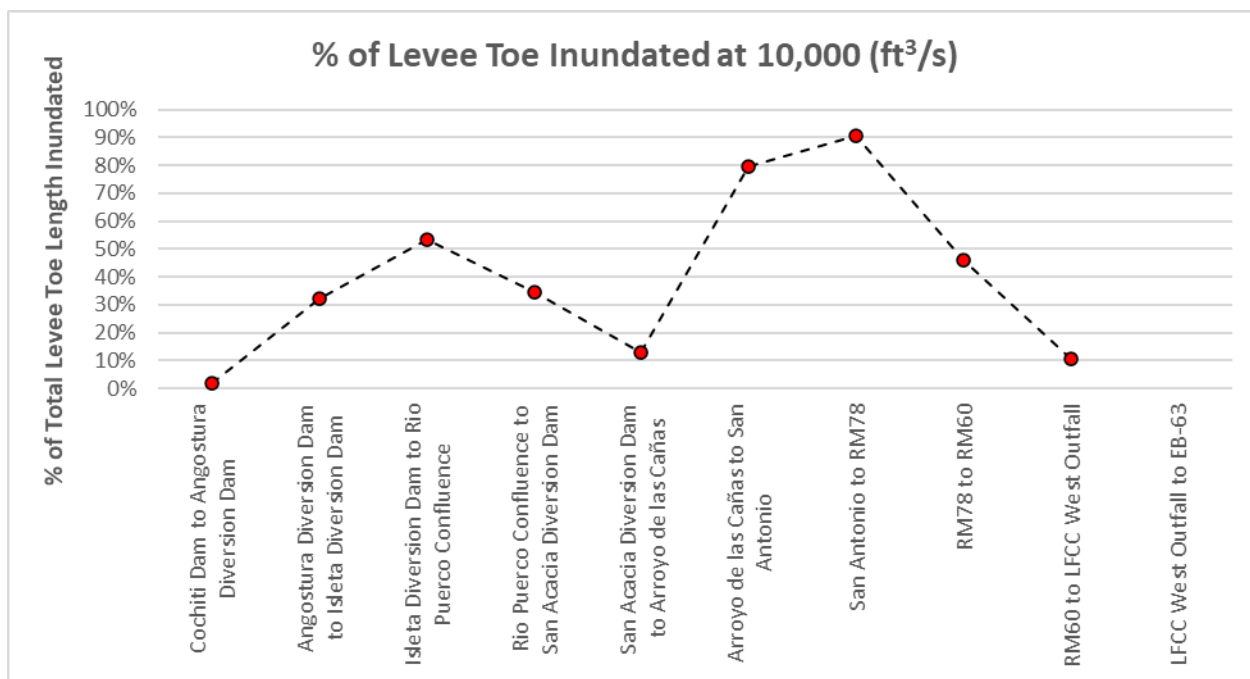 % of Levee Toe Inundated at 10,000 (ft³/s)
% of Total Levee Toe Length Inundated
100%
90%
80%
70%
60%
50%
40%
30%
20%
10%
0%
Cochiti Dam to Angostura
Diversion Dam
Angostura Diversion Dam
to Isleta Diversion Dam
Isleta Diversion Dam to Rio
Puerco Confluence
Rio Puerco Confluence to
San Acacia Diversion Dam
San Acacia Diversion Dam
to Arroyo de las Cañas
Arroyo de las Cañas to San
Antonio
San Antonio to RM78
RM78 to RM60
RM60 to LFCC West Outfall
LFCC West Outfall to EB-63